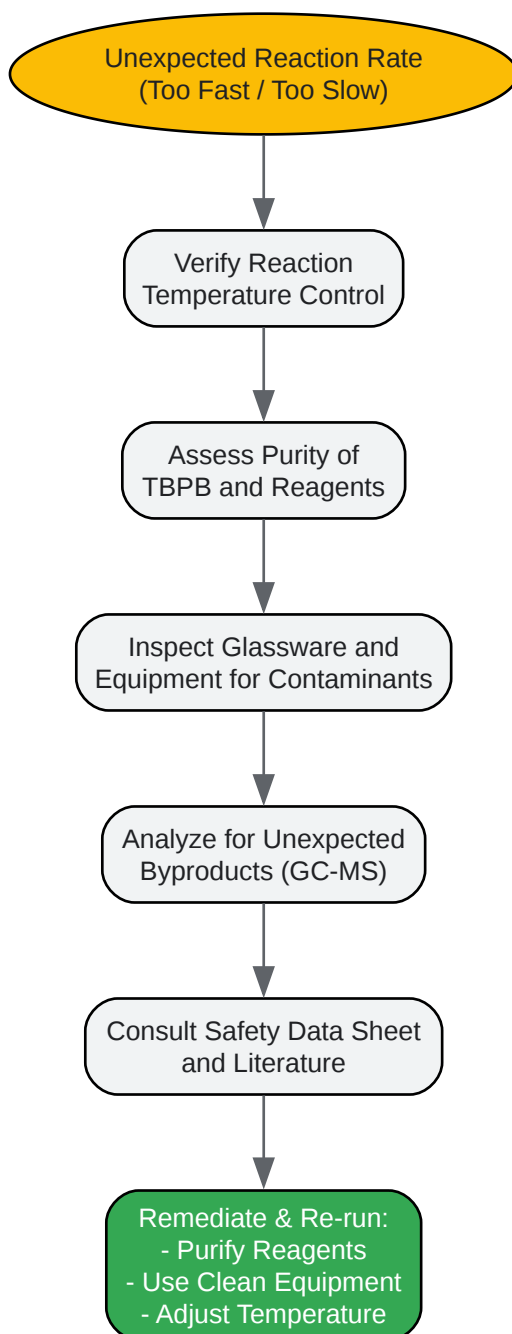 Unexpected Reaction Rate
(Too Fast / Too Slow)
Verify Reaction
Temperature Control
Assess Purity of
TBPB and Reagents
Inspect Glassware and
Equipment for Contaminants
Analyze for Unexpected
Byproducts (GC-MS)
Consult Safety Data Sheet
and Literature
Remediate & Re-run:
- Purify Reagents
- Use Clean Equipment
- Adjust Temperature